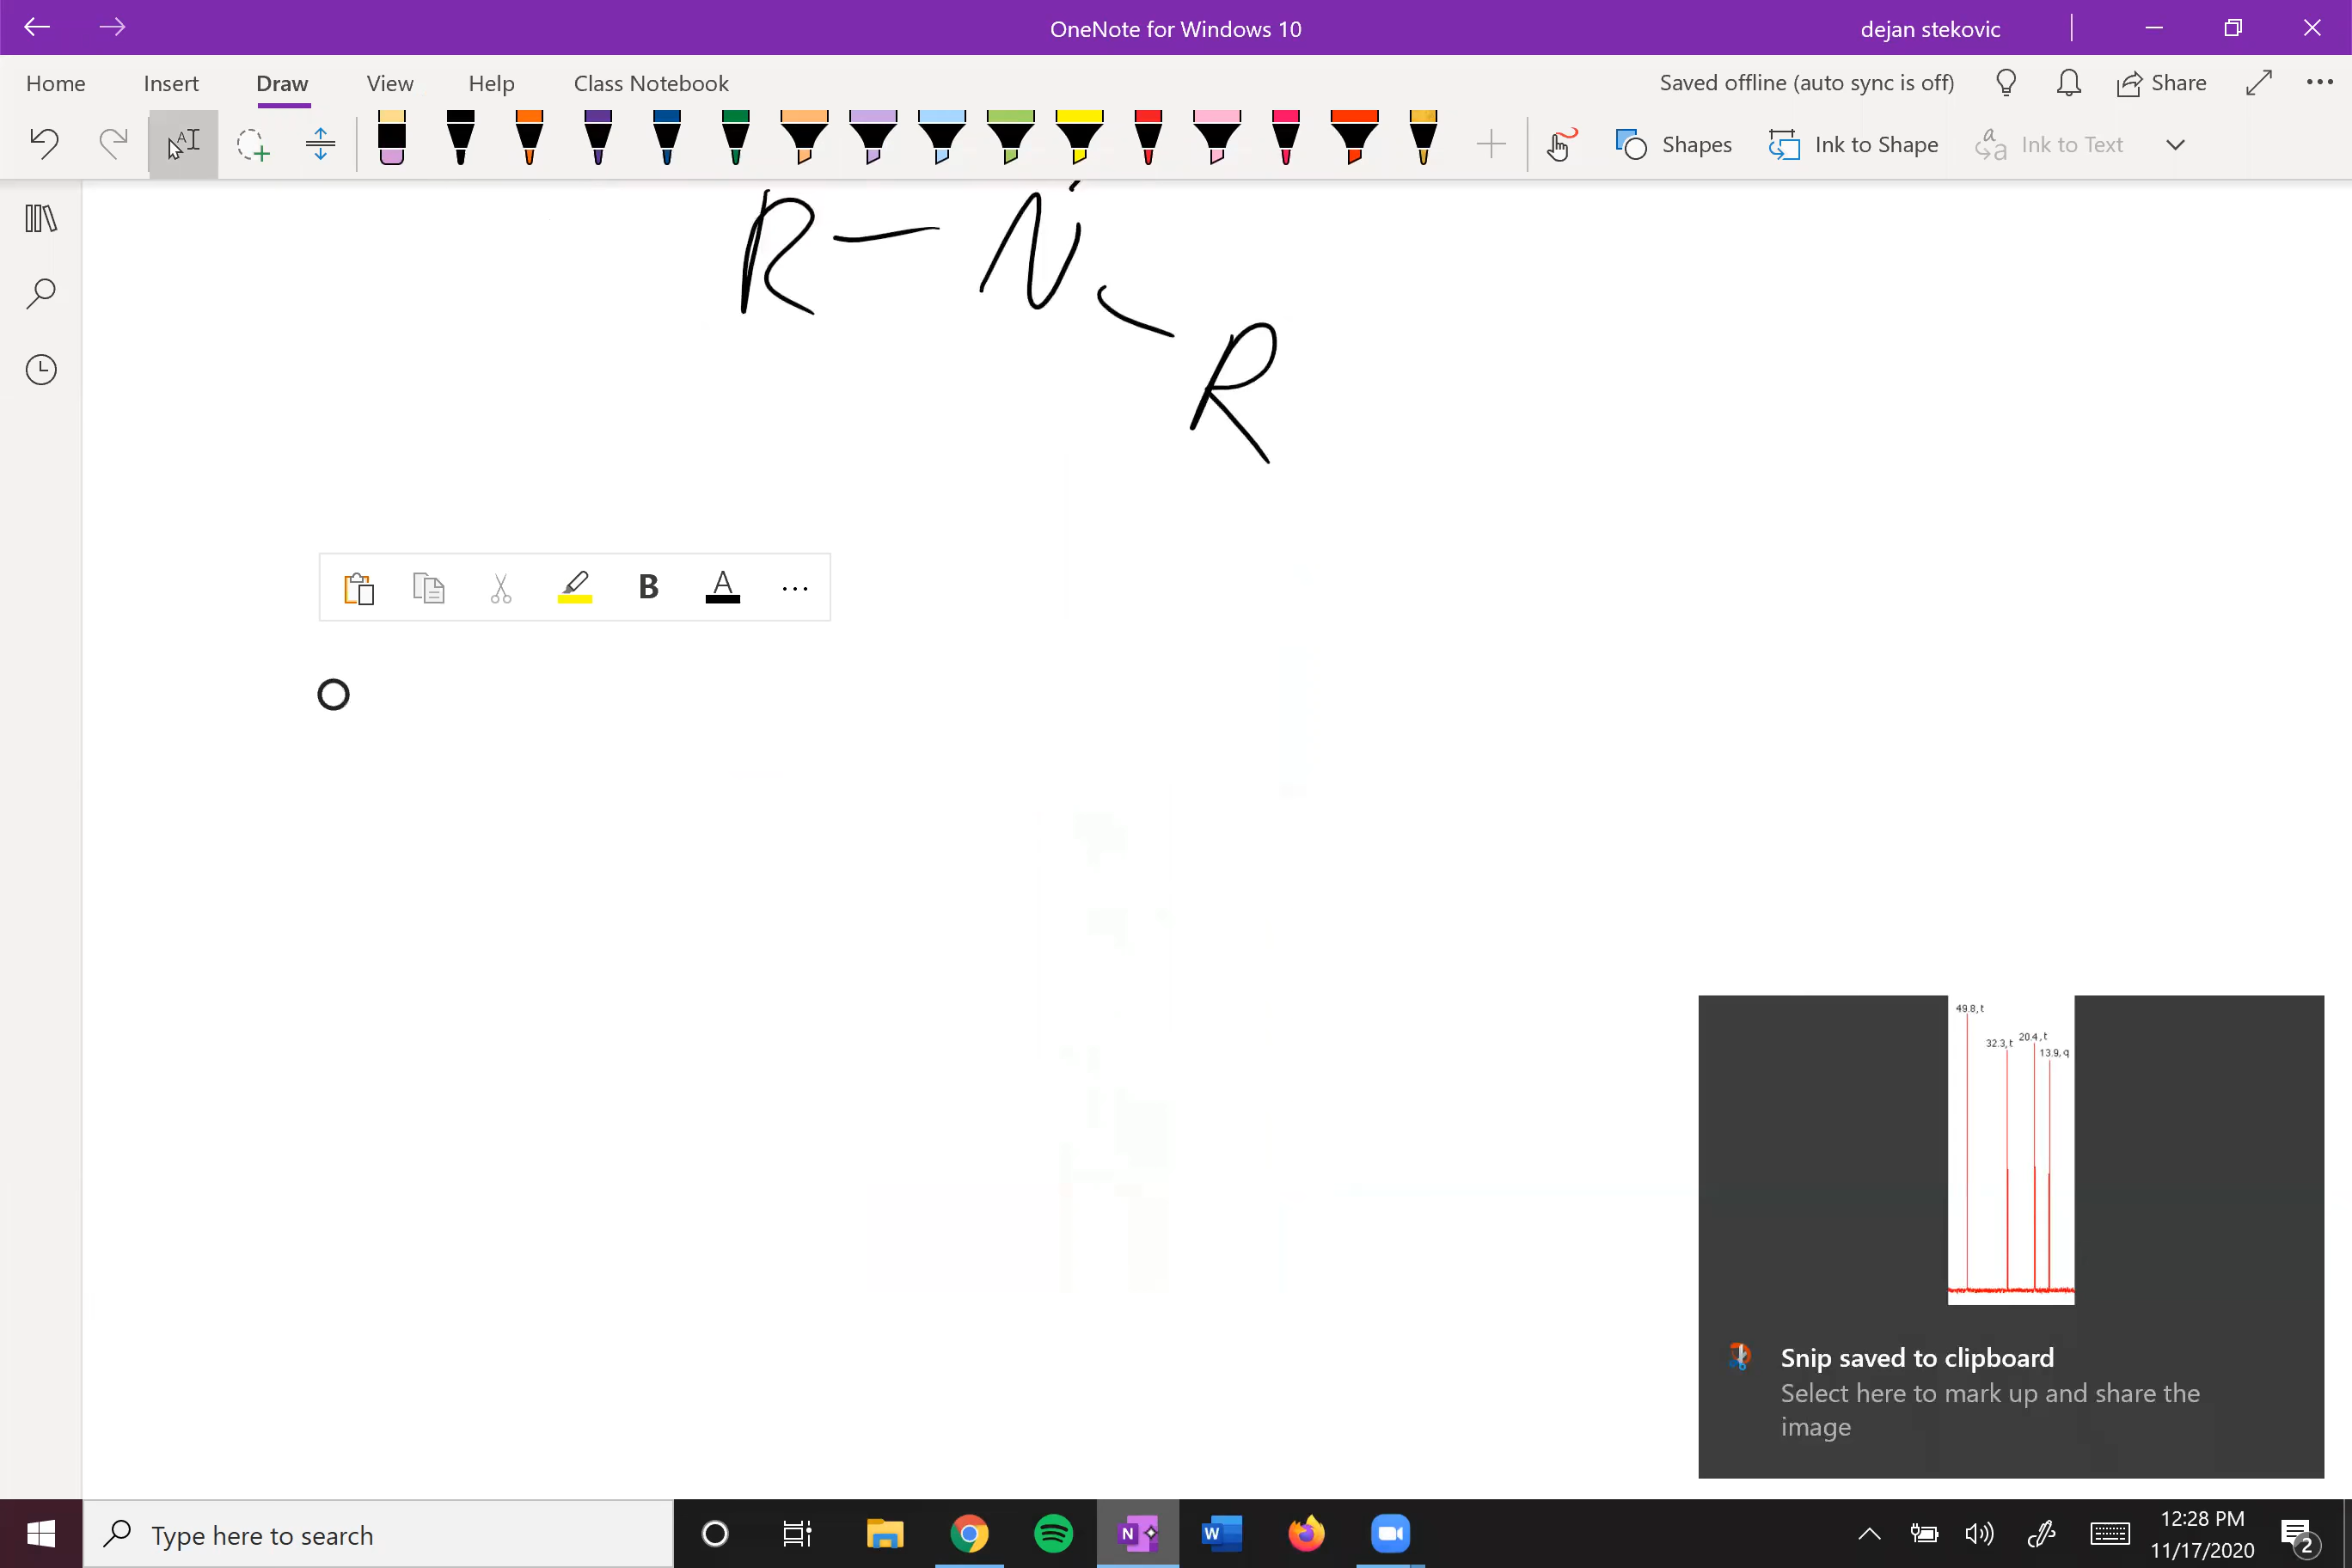 OneNote for Windows 10
dejan stekovic
Home Insert Draw View Help Class Notebook
Saved offline (auto sync is off)
Share
Shapes
Ink to Shape
Ink to Text
R — N
R
B A
49.8, t
32.3, t
20.4, t
13.9, q
Snip saved to clipboard
Select here to mark up and share the
image
Type here to search
N
W
12:28 PM
11/17/2020
2